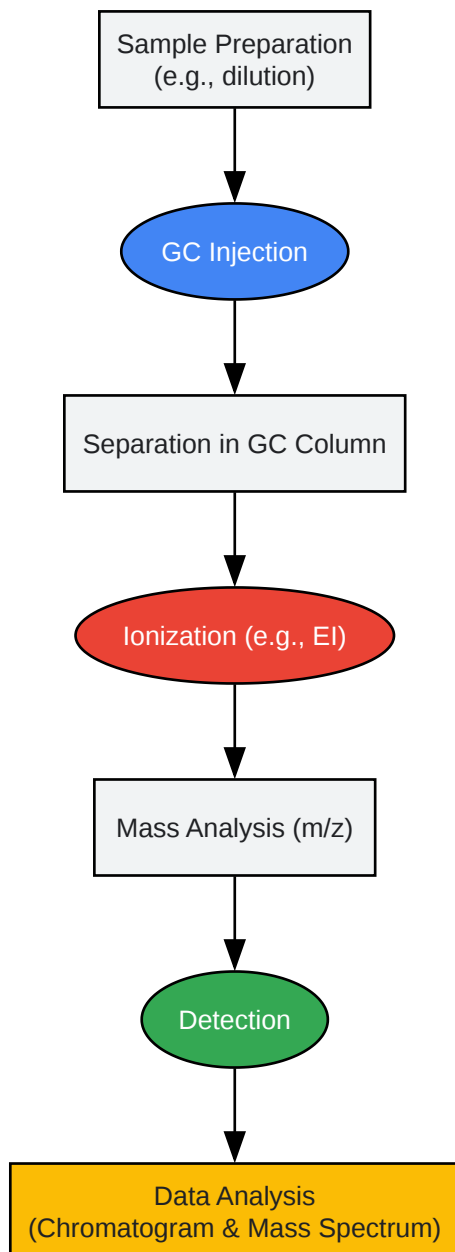 Sample Preparation
(e.g., dilution)
GC Injection
Separation in GC Column
Ionization (e.g., EI)
Mass Analysis (m/z)
Detection
Data Analysis
(Chromatogram & Mass Spectrum)